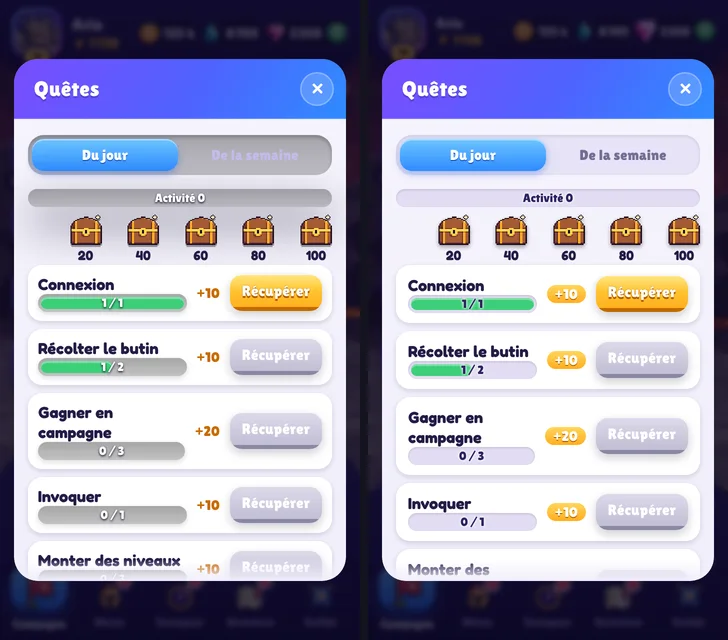 Quêtes
×
Du jour
De la semaine
Activité 0
20 40 60 80 100
Connexion
1/1
+10
Récupérer
Récolter le butin
1/2
+10
Récupérer
Gagner en
campagne
0/3
+20
Récupérer
Invoquer
0/1
+10
Récupérer
Monter des niveaux
+10
Récupérer
Quêtes
×
Du jour
De la semaine
Activité 0
20 40 60 80 100
Connexion
1/1
+10
Récupérer
Récolter le butin
1/2
+10
Récupérer
Gagner en
campagne
0/3
+20
Récupérer
Invoquer
0/1
+10
Récupérer
Monter des